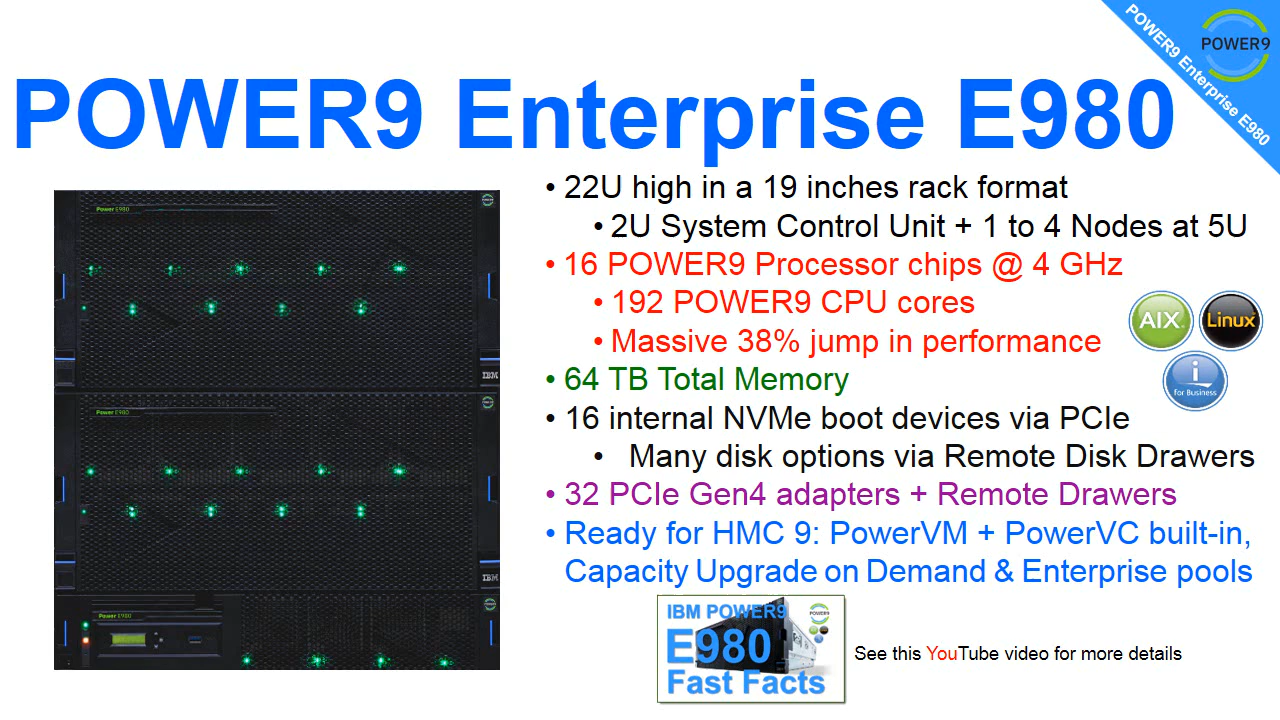 POWER9
POWER9 Enterprise E980
POWER9 Enterprise E980
• 22U high in a 19 inches rack format
• 2U System Control Unit + 1 to 4 Nodes at 5U
• 16 POWER9 Processor chips @ 4 GHz
• 192 POWER9 CPU cores
• Massive 38% jump in performance
• 64 TB Total Memory
• 16 internal NVMe boot devices via PCIe
• Many disk options via Remote Disk Drawers
• 32 PCIe Gen4 adapters + Remote Drawers
• Ready for HMC 9: PowerVM + PowerVC built-in,
Capacity Upgrade on Demand & Enterprise pools
AIX
Linux
i
for Business
Power E980
IBM
Power E980
IBM
Power E980
IBM POWER9
POWER9
E980
Fast Facts
See this YouTube video for more details